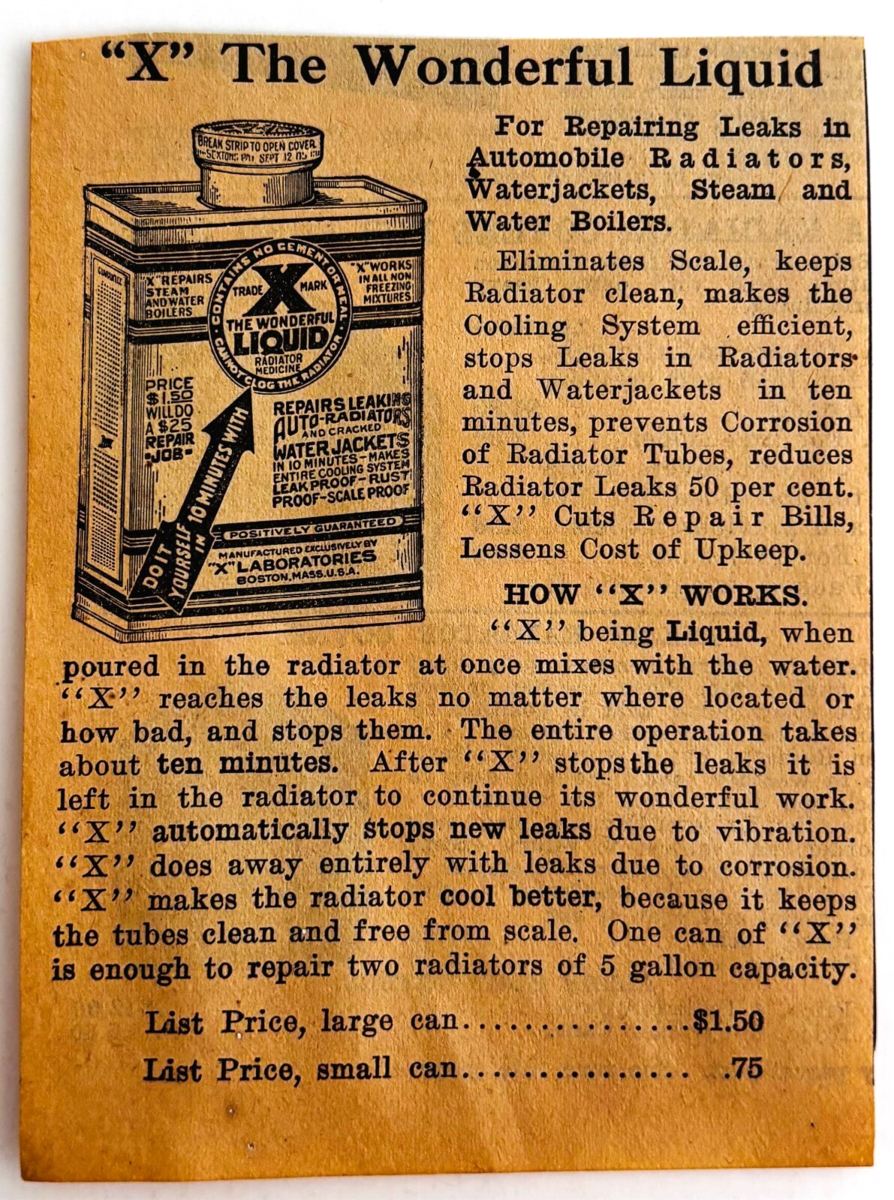 “X” The Wonderful Liquid
BREAK STRIP TO OPEN COVER
SEPT 12 05
CONTAINS NO CEMENT OR MEAL
CANNOT CLOG THE RADIATOR
TRADE X MARK
THE WONDERFUL
LIQUID
RADIATOR
MEDICINE
"X" REPAIRS
STEAM
AND WATER
BOILERS
"X" WORKS
IN ALL NON
FREEZING
MIXTURES
PRICE
$1.50
WILL DO
A $25
REPAIR
-JOB-
DO IT
YOURSELF
IN 10 MINUTES WITH
REPAIRS LEAKING
AUTO-RADIATORS
AND CRACKED
WATER JACKETS
IN 10 MINUTES-MAKES
ENTIRE COOLING SYSTEM
LEAK PROOF-RUST
PROOF-SCALE PROOF
POSITIVELY GUARANTEED
MANUFACTURED EXCLUSIVELY BY
"X" LABORATORIES
BOSTON, MASS. U.S.A.
For Repairing Leaks in
Automobile Radiators,
Waterjackets, Steam and
Water Boilers.
Eliminates Scale, keeps
Radiator clean, makes the
Cooling System efficient,
stops Leaks in Radiators
and Waterjackets in ten
minutes, prevents Corrosion
of Radiator Tubes, reduces
Radiator Leaks 50 per cent.
“X” Cuts Repair Bills,
Lessens Cost of Upkeep.
HOW “X” WORKS.
“X” being Liquid, when
poured in the radiator at once mixes with the water.
“X” reaches the leaks no matter where located or
how bad, and stops them. The entire operation takes
about ten minutes. After “X” stops the leaks it is
left in the radiator to continue its wonderful work.
“X” automatically stops new leaks due to vibration.
“X” does away entirely with leaks due to corrosion.
“X” makes the radiator cool better, because it keeps
the tubes clean and free from scale. One can of “X”
is enough to repair two radiators of 5 gallon capacity.
List Price, large can................$1.50
List Price, small can................ .75